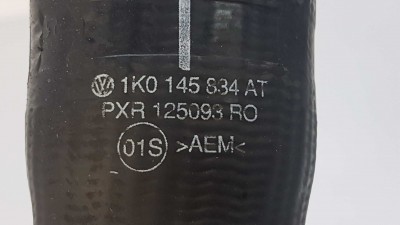 1K0 145 834 AT
PXR 125093 RO
01S >AEM<